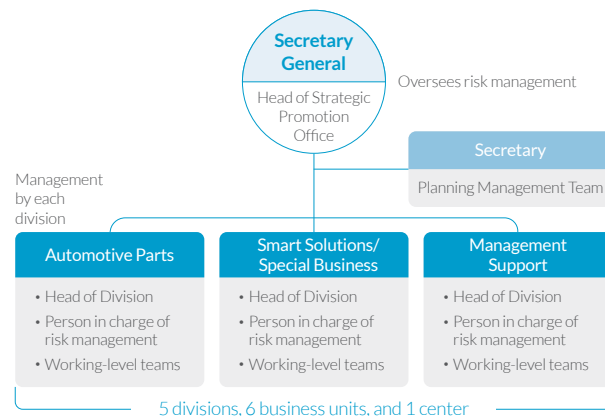 Secretary
General
Head of Strategic
Promotion
Office
Oversees risk management
Secretary
Planning Management Team
Management
by each
division
Automotive Parts
• Head of Division
• Person in charge of
risk management
• Working-level teams
Smart Solutions/
Special Business
• Head of Division
• Person in charge of
risk management
• Working-level teams
Management
Support
• Head of Division
• Person in charge of
risk management
• Working-level teams
5 divisions, 6 business units, and 1 center